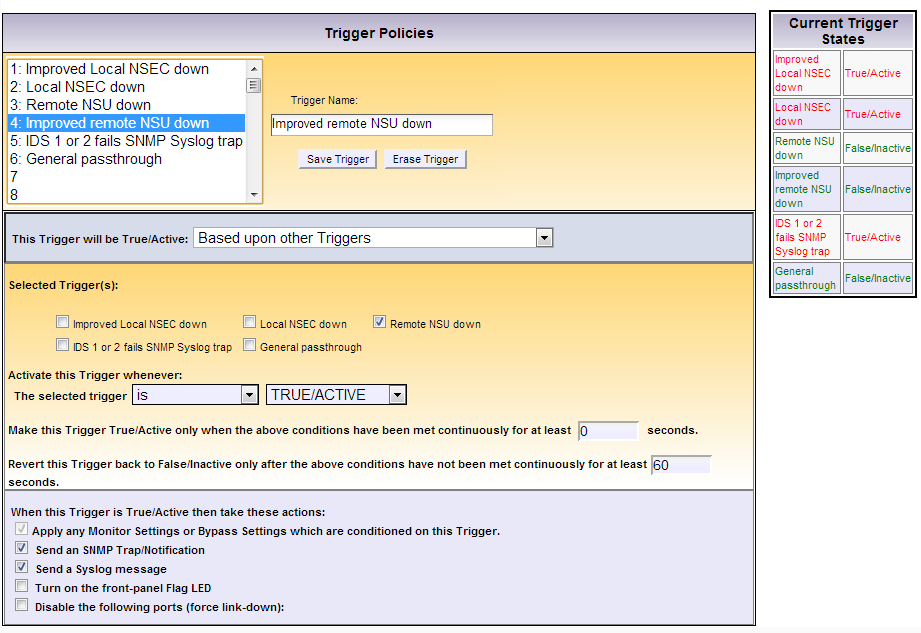 Trigger Policies
1: Improved Local NSEC down
2: Local NSEC down
3: Remote NSU down
4: Improved remote NSU down
5: IDS 1 or 2 fails SNMP Syslog trap
6: General passthrough
7
8
Trigger Name:
Improved remote NSU down
Save Trigger
Erase Trigger
This Trigger will be True/Active: Based upon other Triggers
Selected Trigger(s):
Improved Local NSEC down Local NSEC down Remote NSU down
IDS 1 or 2 fails SNMP Syslog trap General passthrough
Activate this Trigger whenever:
The selected trigger is TRUE/ACTIVE
Make this Trigger True/Active only when the above conditions have been met continuously for at least 0 seconds.
Revert this Trigger back to False/Inactive only after the above conditions have not been met continuously for at least 60
seconds.
When this Trigger is True/Active then take these actions:
Apply any Monitor Settings or Bypass Settings which are conditioned on this Trigger.
Send an SNMP Trap/Notification
Send a Syslog message
Turn on the front-panel Flag LED
Disable the following ports (force link-down):
Current Trigger
States
Improved
Local NSEC
down
True/Active
Local NSEC
down
True/Active
Remote NSU
down
False/Inactive
Improved
remote NSU
down
False/Inactive
IDS 1 or 2
fails SNMP
Syslog trap
True/Active
General
passthrough
False/Inactive